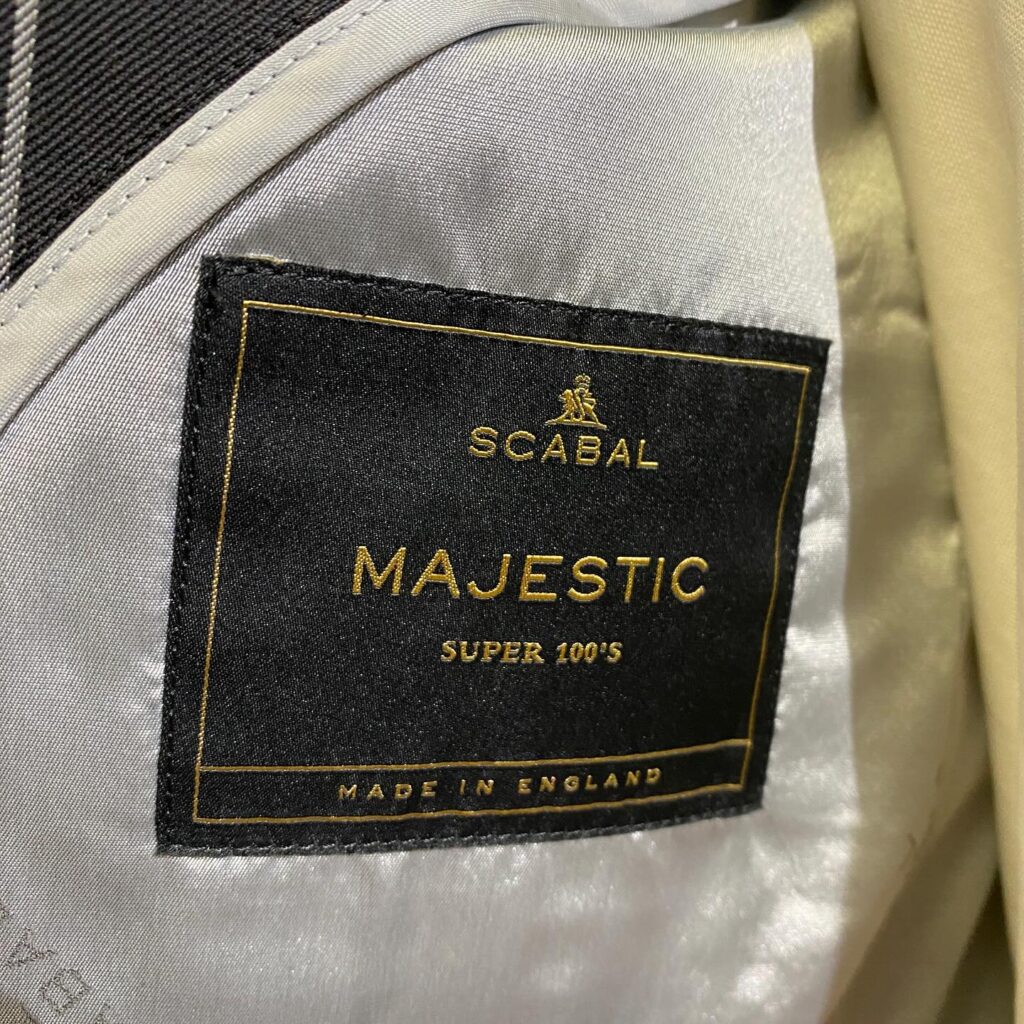 SCABAL
MAJESTIC
SUPER 100'S
MADE IN ENGLAND